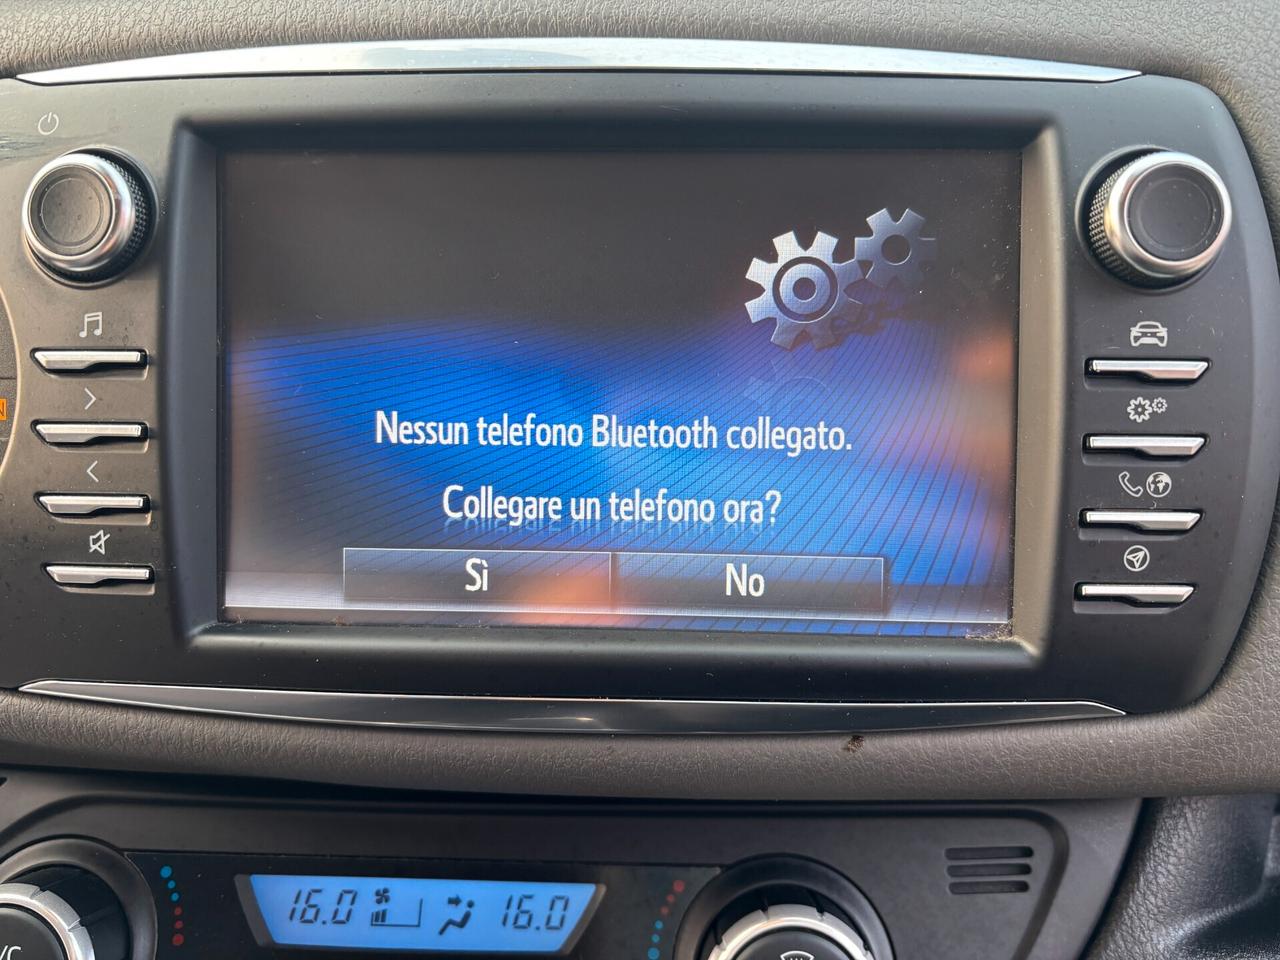 Nessun telefono Bluetooth collegato.
Collegare un telefono ora?
Sì No
16.0 16.0